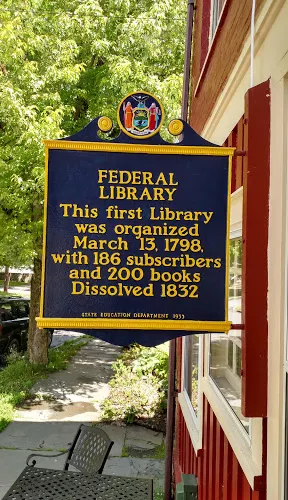 FEDERAL
LIBRARY
This first Library
was organized
March 13, 1798,
with 186 subscribers
and 200 books
Dissolved 1832
STATE EDUCATION DEPARTMENT 1933